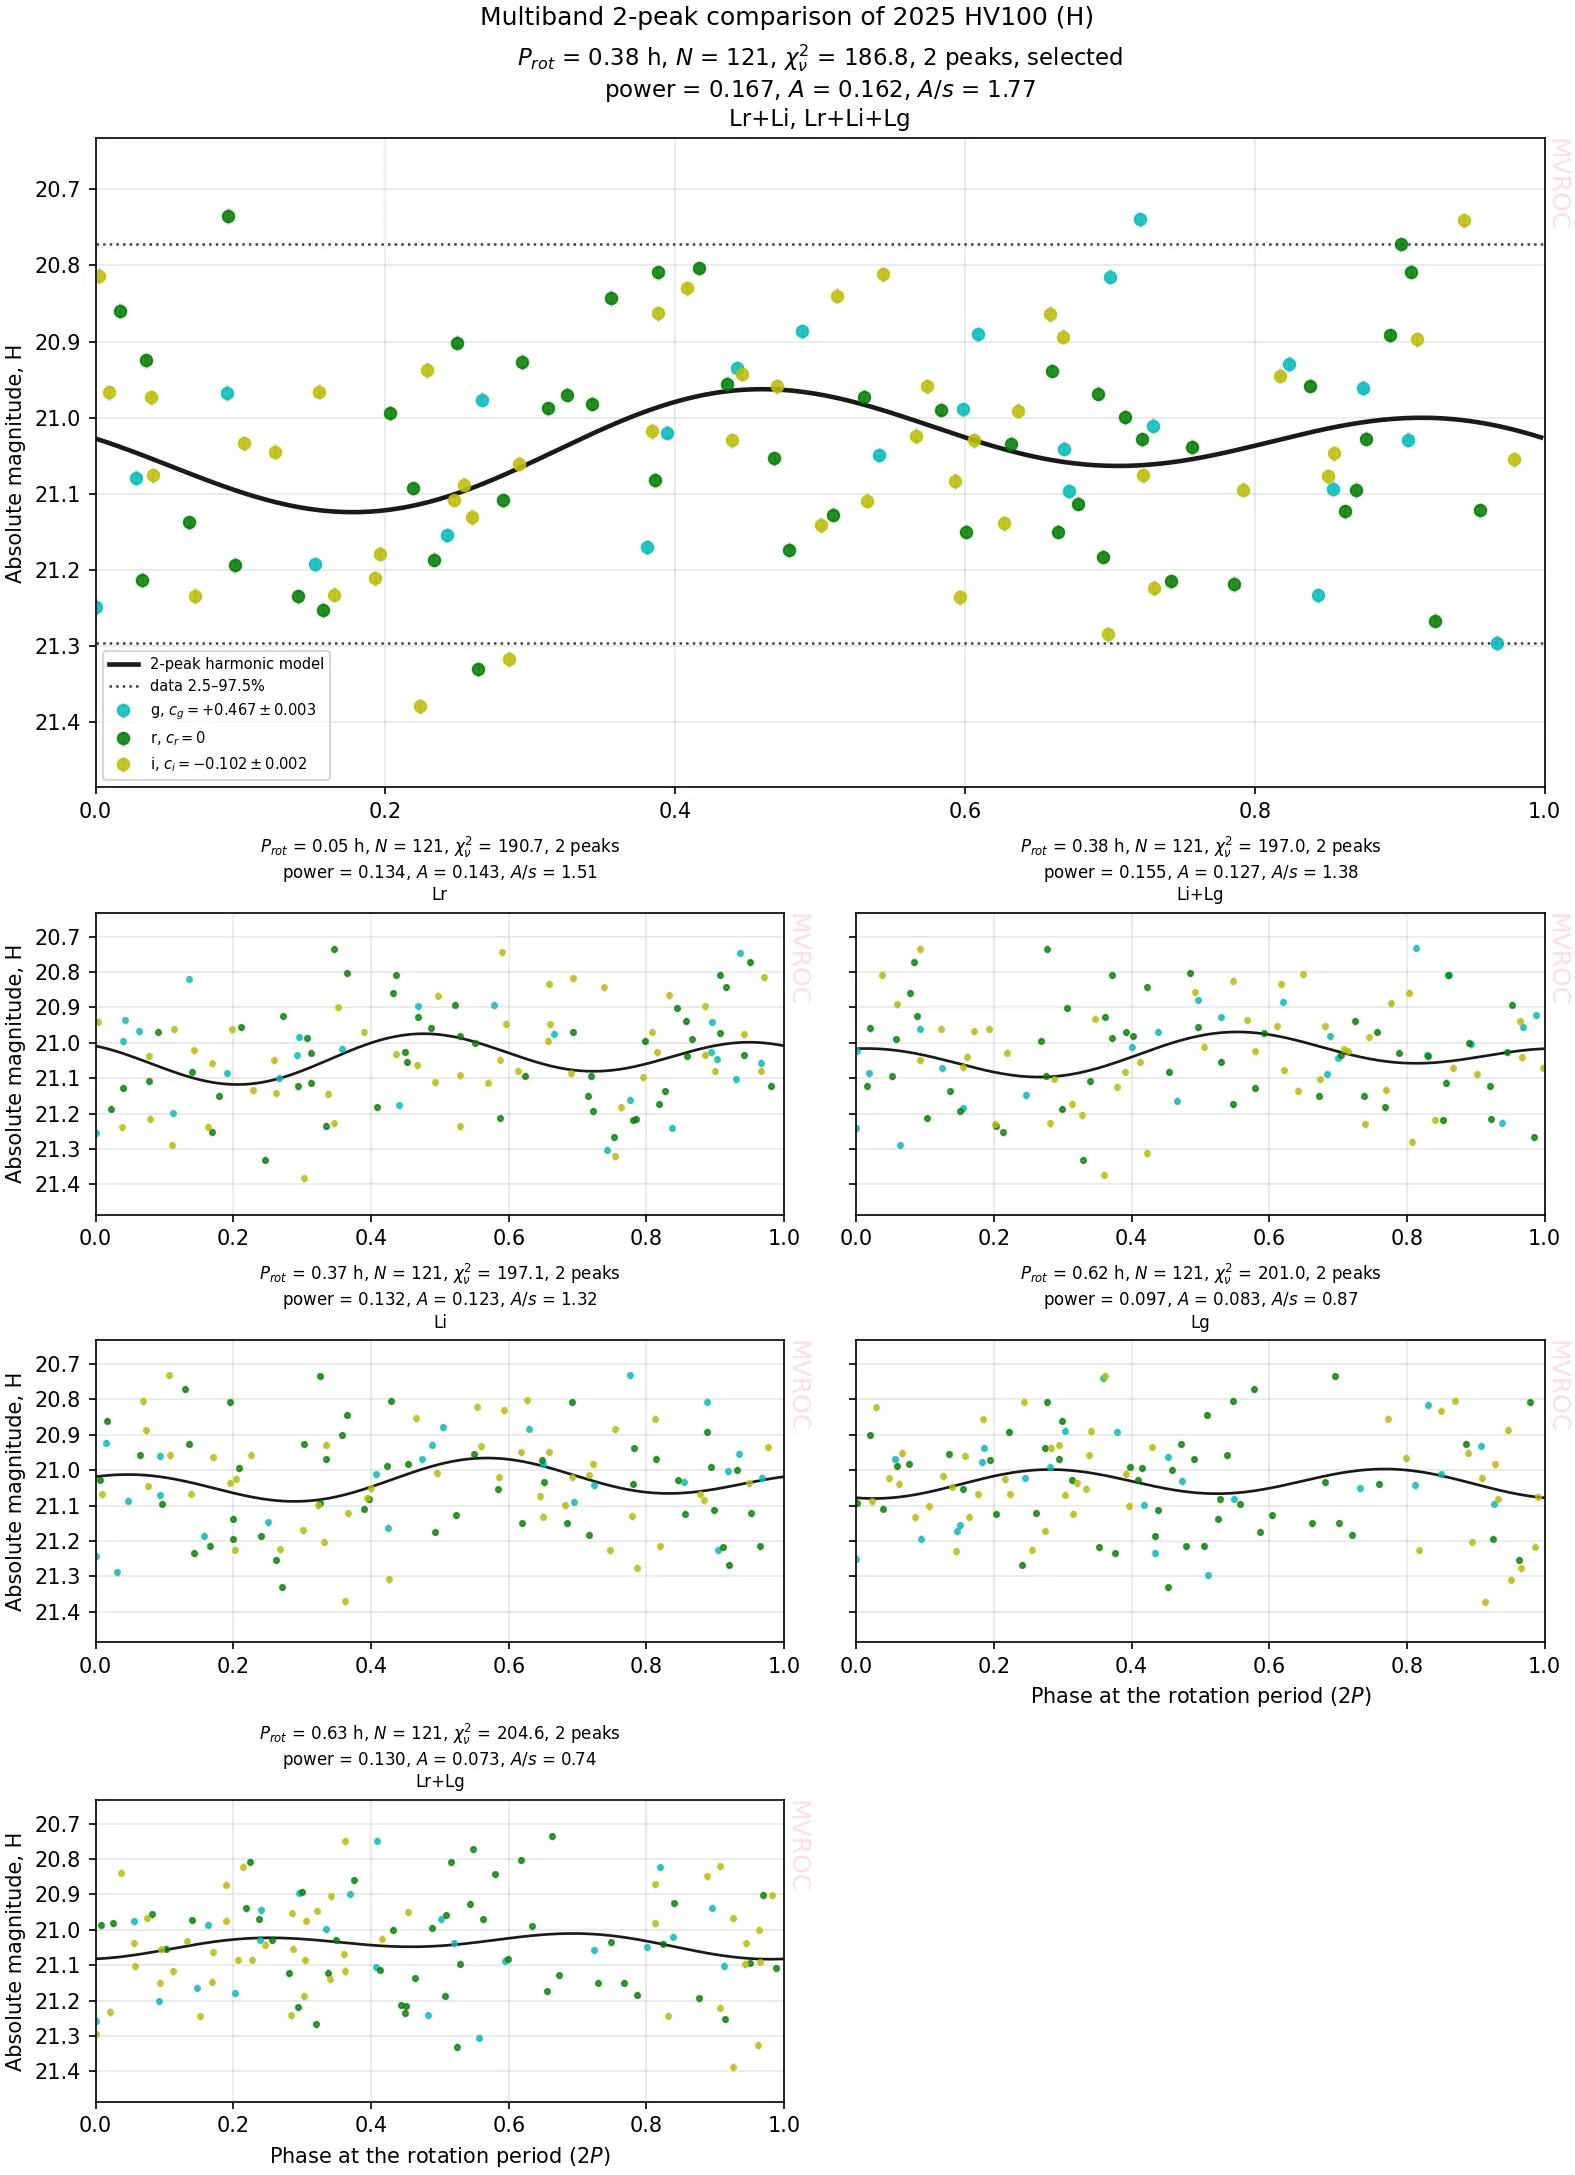 Multiband 2-peak comparison of 2025 HV100 (H)
P_rot = 0.38 h, N = 121, χ²_ν = 186.8, 2 peaks, selected
power = 0.167, A = 0.162, A/s = 1.77
Lr+Li, Lr+Li+Lg
MVROC
Absolute magnitude, H
20.7
20.8
20.9
21.0
21.1
21.2
21.3
21.4
2-peak harmonic model
data 2.5–97.5%
g, c_g = +0.467 ± 0.003
r, c_r = 0
i, c_i = −0.102 ± 0.002
0.0 0.2 0.4 0.6 0.8 1.0
P_rot = 0.05 h, N = 121, χ²_ν = 190.7, 2 peaks
power = 0.134, A = 0.143, A/s = 1.51
Lr
MVROC
Absolute magnitude, H
20.7
20.8
20.9
21.0
21.1
21.2
21.3
21.4
0.0 0.2 0.4 0.6 0.8 1.0
P_rot = 0.38 h, N = 121, χ²_ν = 197.0, 2 peaks
power = 0.155, A = 0.127, A/s = 1.38
Li+Lg
MVROC
0.0 0.2 0.4 0.6 0.8 1.0
P_rot = 0.37 h, N = 121, χ²_ν = 197.1, 2 peaks
power = 0.132, A = 0.123, A/s = 1.32
Li
MVROC
Absolute magnitude, H
20.7
20.8
20.9
21.0
21.1
21.2
21.3
21.4
0.0 0.2 0.4 0.6 0.8 1.0
P_rot = 0.62 h, N = 121, χ²_ν = 201.0, 2 peaks
power = 0.097, A = 0.083, A/s = 0.87
Lg
MVROC
0.0 0.2 0.4 0.6 0.8 1.0
Phase at the rotation period (2P)
P_rot = 0.63 h, N = 121, χ²_ν = 204.6, 2 peaks
power = 0.130, A = 0.073, A/s = 0.74
Lr+Lg
MVROC
Absolute magnitude, H
20.7
20.8
20.9
21.0
21.1
21.2
21.3
21.4
0.0 0.2 0.4 0.6 0.8 1.0
Phase at the rotation period (2P)